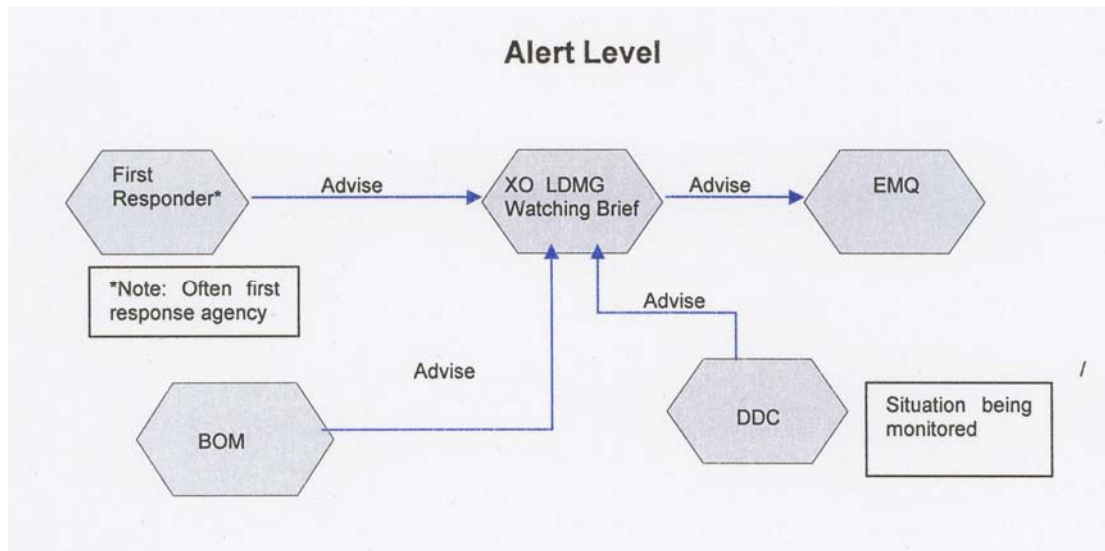 Alert Level
First
Responder*
Advise
XO LDMG
Watching Brief
Advise
EMQ
*Note: Often first
response agency
Advise
Advise
BOM
DDC
Situation being
monitored
/